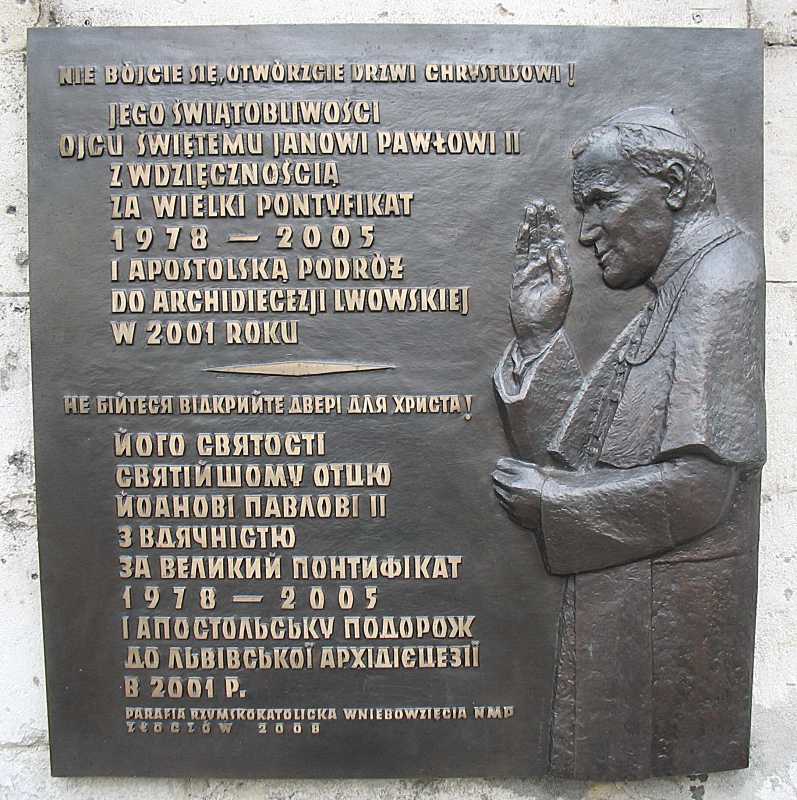 NIE BÓJCIE SIĘ, OTWÓRZCIE DRZWI CHRYSTUSOWI!
JEGO ŚWIĄTOBLIWOŚCI
OJCU ŚWIĘTEMU JANOWI PAWŁOWI II
Z WDZIĘCZNOŚCIĄ
ZA WIELKI PONTYFIKAT
1978 — 2005
I APOSTOLSKĄ PODRÓŻ
DO ARCHIDIECEZJI LWOWSKIEJ
W 2001 ROKU
НЕ БІЙТЕСЯ ВІДКРИЙТЕ ДВЕРІ ДЛЯ ХРИСТА!
ЙОГО СВЯТОСТІ
СВЯТІЙШОМУ ОТЦЮ
ЙОАНОВІ ПАВЛОВІ II
З ВДЯЧНІСТЮ
ЗА ВЕЛИКИЙ ПОНТИФІКАТ
1978 — 2005
І АПОСТОЛЬСЬКУ ПОДОРОЖ
ДО ЛЬВІВСЬКОЇ АРХІДІЄЦЕЗІЇ
В 2001 Р.
PARAFIA RZYMSKOKATOLICKA WNIEBOWZIĘCIA NMP
ZŁOCZÓW 2008